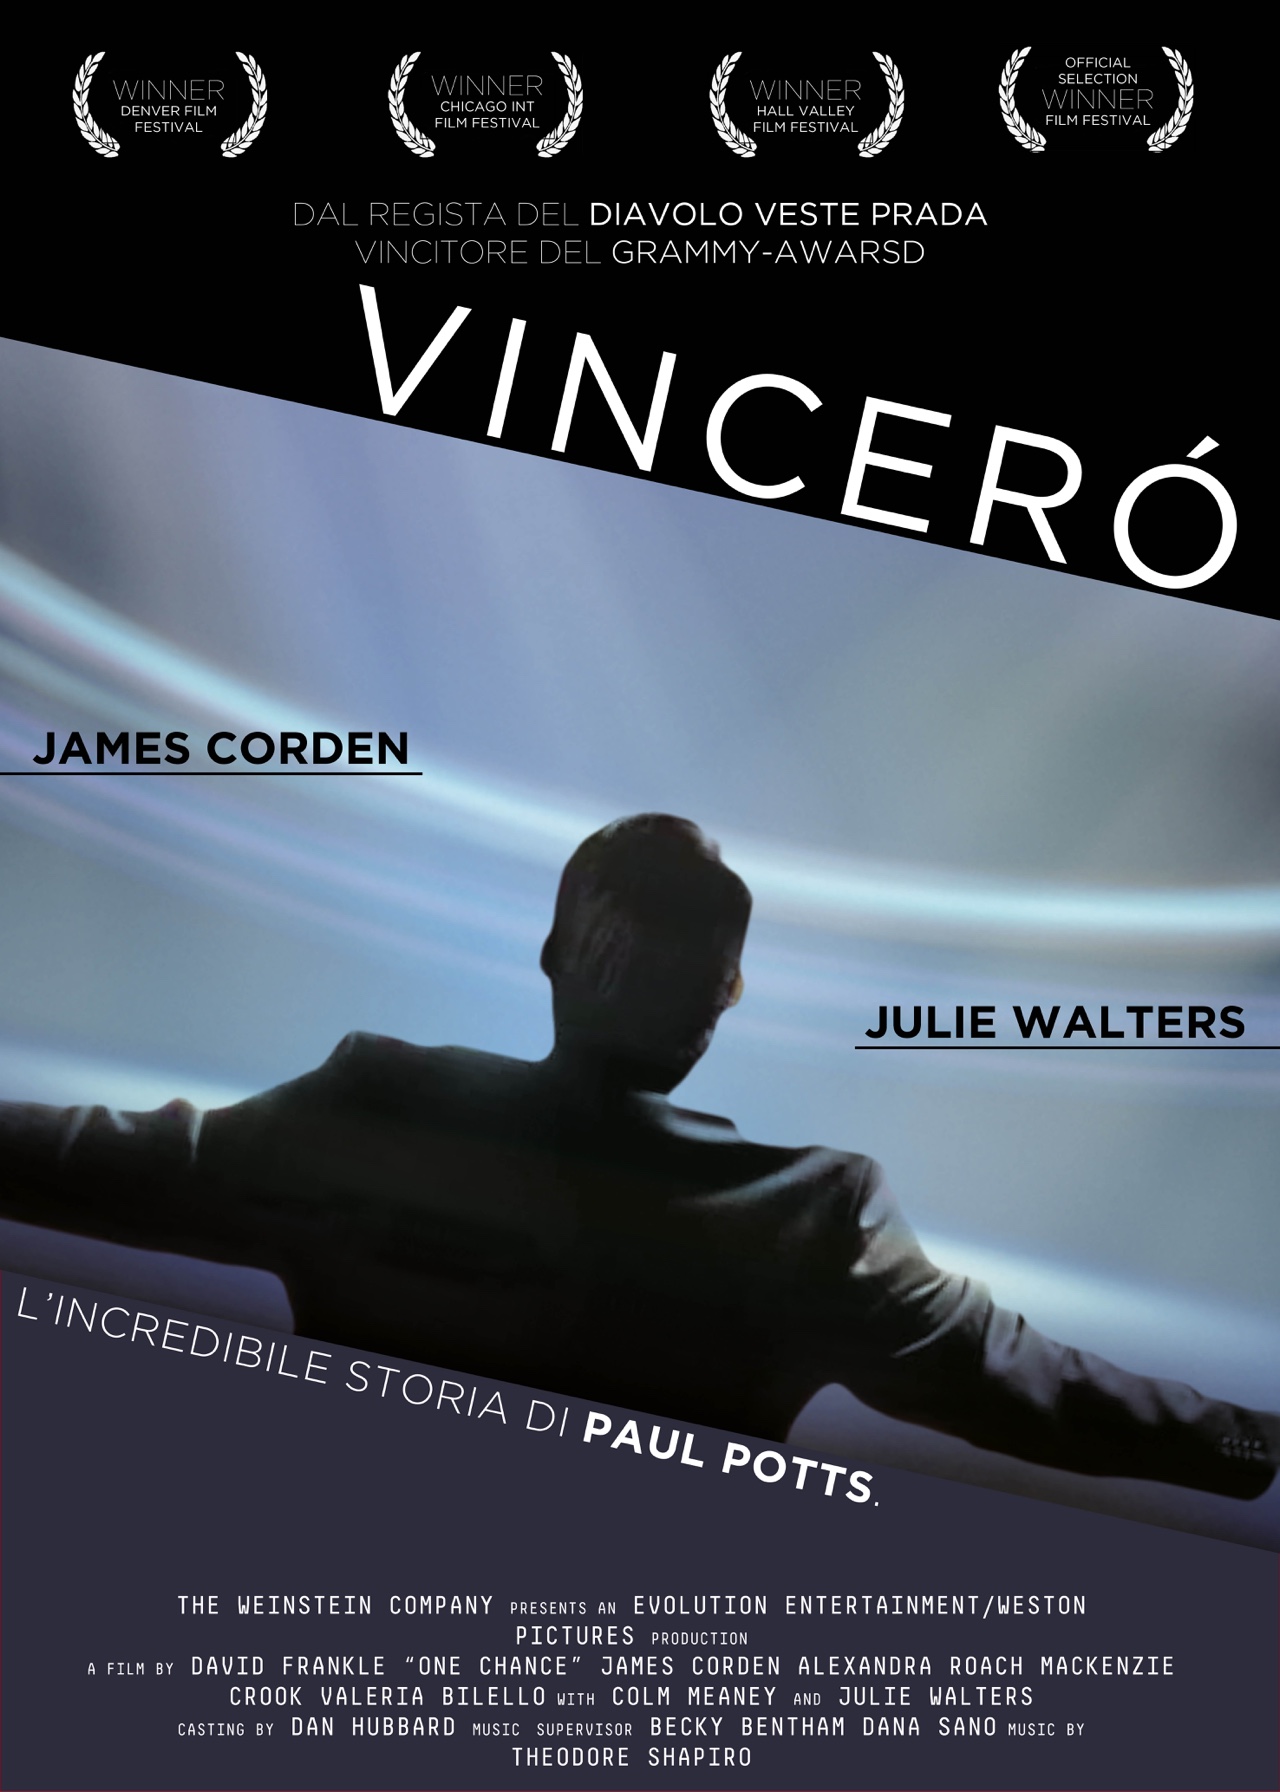 WINNER
DENVER FILM
FESTIVAL
WINNER
CHICAGO INT
FILM FESTIVAL
WINNER
HALL VALLEY
FILM FESTIVAL
OFFICIAL
SELECTION
WINNER
FILM FESTIVAL
DAL REGISTA DEL DIAVOLO VESTE PRADA
VINCITORE DEL GRAMMY-AWARSD
VINCERÓ
JAMES CORDEN
JULIE WALTERS
L'INCREDIBILE STORIA DI PAUL POTTS.
THE WEINSTEIN COMPANY PRESENTS AN EVOLUTION ENTERTAINMENT/WESTON
PICTURES PRODUCTION
A FILM BY DAVID FRANKLE “ONE CHANCE” JAMES CORDEN ALEXANDRA ROACH MACKENZIE
CROOK VALERIA BILELLO WITH COLM MEANEY AND JULIE WALTERS
CASTING BY DAN HUBBARD MUSIC SUPERVISOR BECKY BENTHAM DANA SANO MUSIC BY
THEODORE SHAPIRO